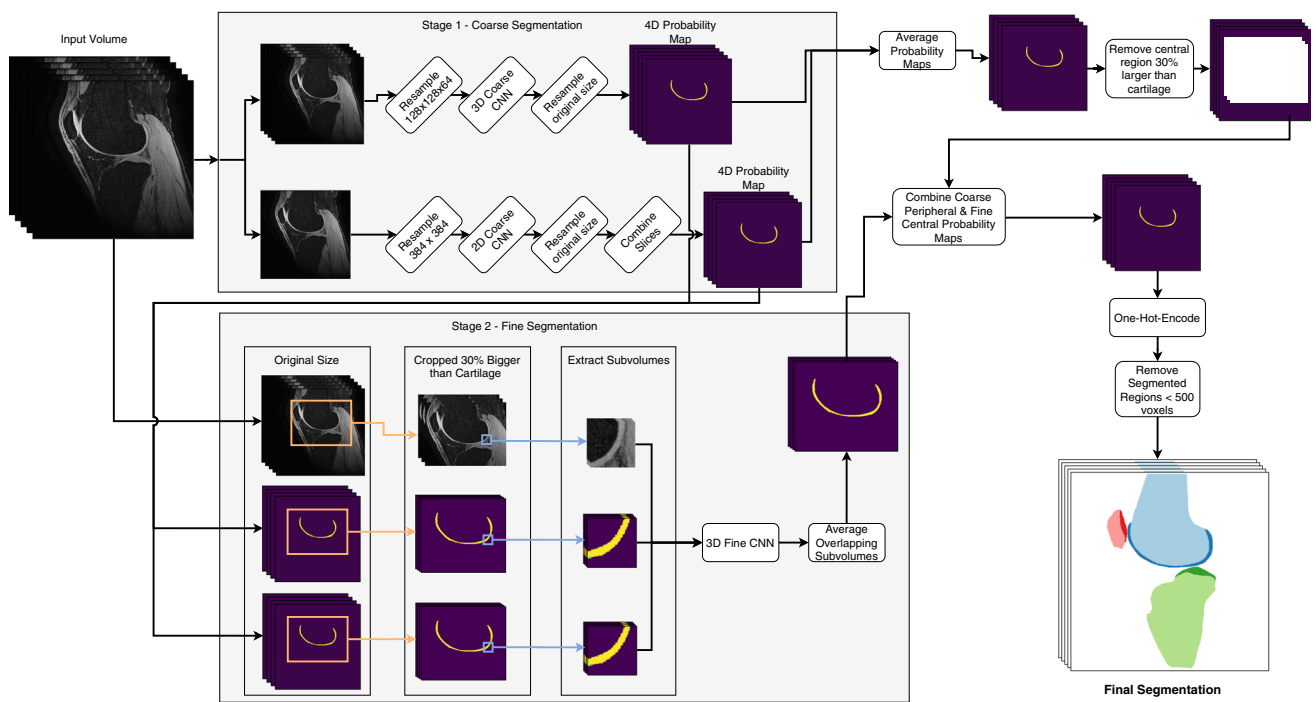 Input Volume
Stage 1 - Coarse Segmentation
Resample
128x128x64
3D Coarse
CNN
Resample
original size
4D Probability
Map
Resample
384 x 384
2D Coarse
CNN
Resample
original size
Combine
Slices
4D Probability
Map
Average
Probability
Maps
Remove central
region 30%
larger than
cartilage
Combine Coarse
Peripheral & Fine
Central Probability
Maps
One-Hot-Encode
Remove
Segmented
Regions < 500
voxels
Final Segmentation
Stage 2 - Fine Segmentation
Original Size
Cropped 30% Bigger
than Cartilage
Extract Subvolumes
3D Fine CNN
Average
Overlapping
Subvolumes